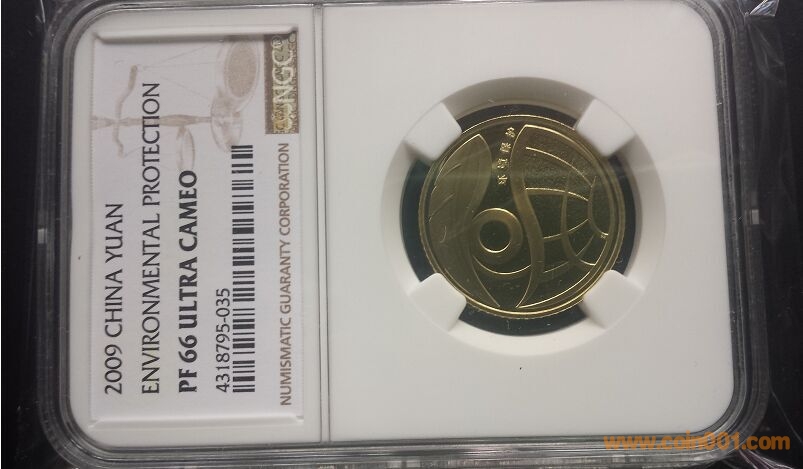 2009 CHINA YUAN
ENVIRONMENTAL PROTECTION
PF 66 ULTRA CAMEO
4318795-035
NGC
NUMISMATIC GUARANTY CORPORATION
环境保护
www.coin001.com